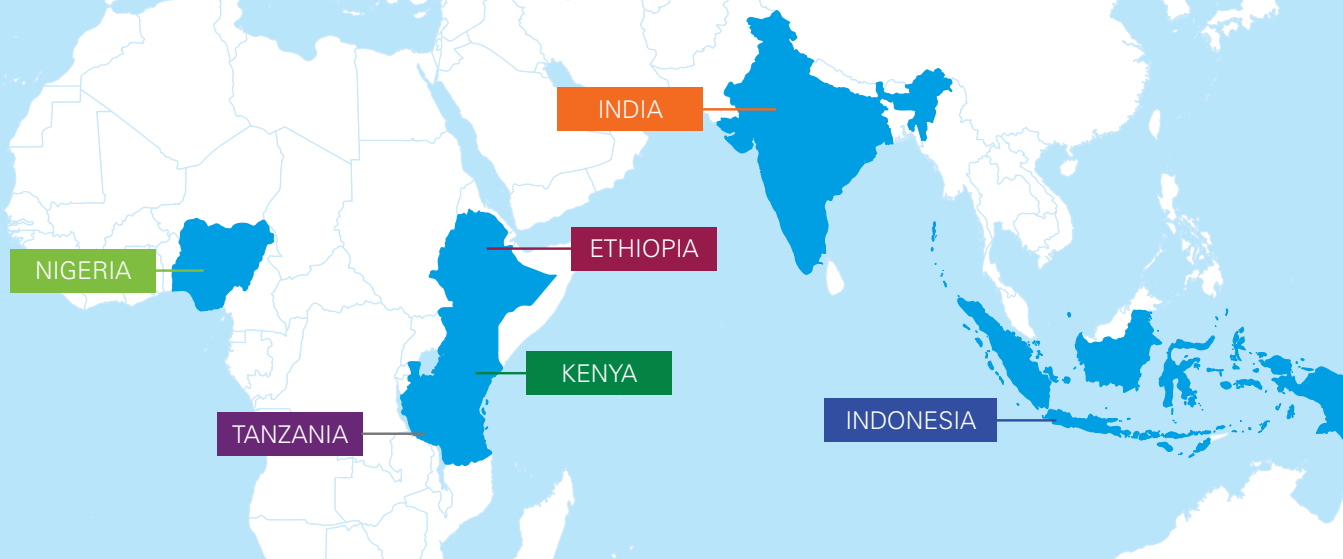 INDIA
ETHIOPIA
NIGERIA
KENYA
TANZANIA
INDONESIA